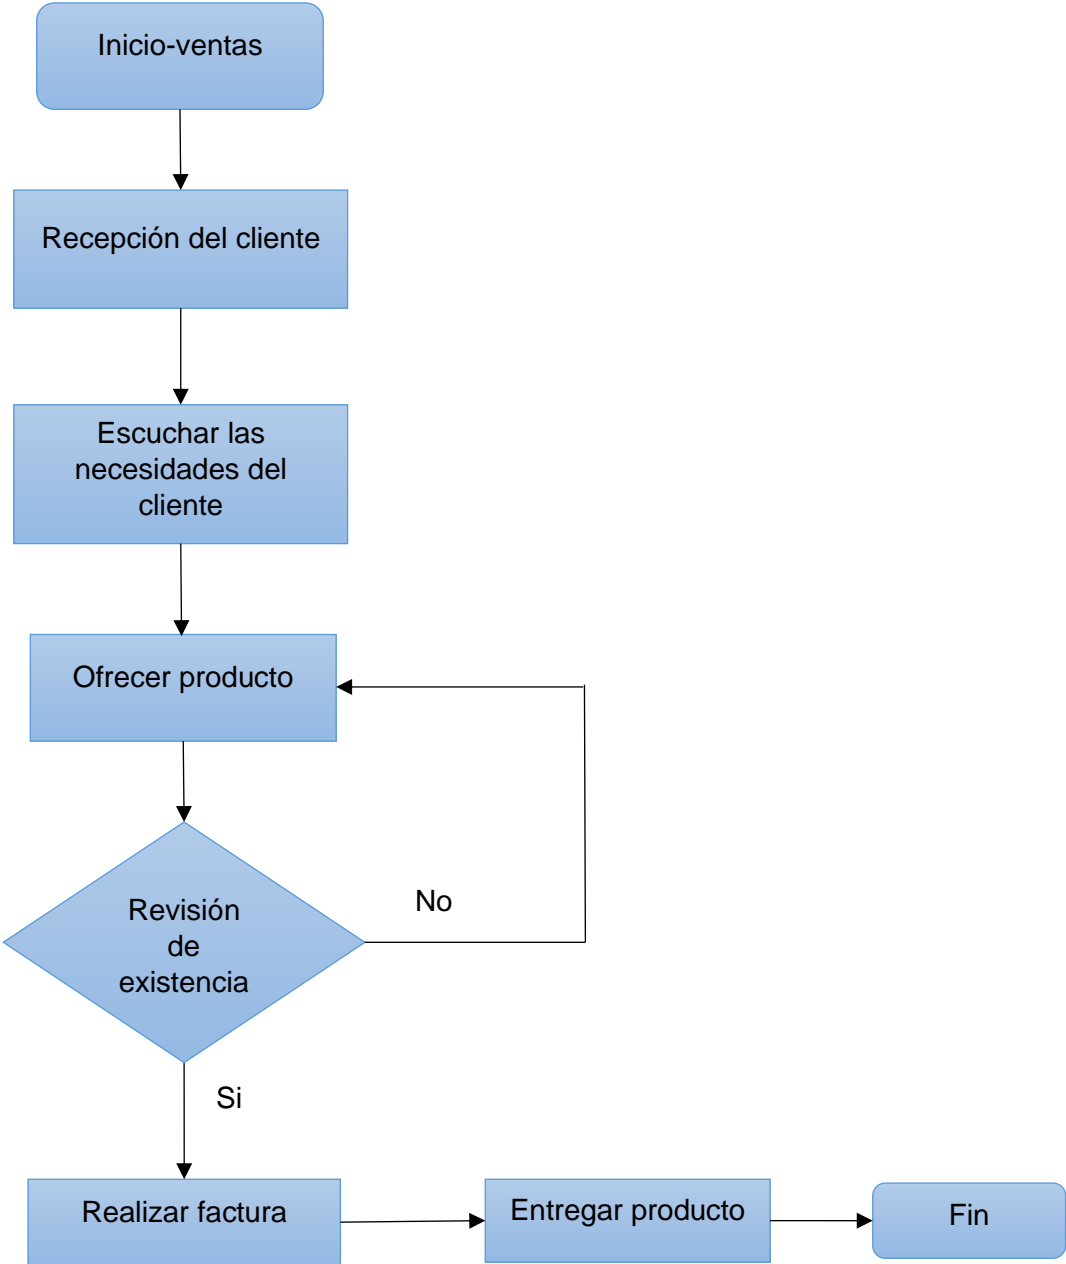 Inicio-ventas
Recepción del cliente
Escuchar las
necesidades del
cliente
Ofrecer producto
Revisión
de
existencia
No
Si
Realizar factura
Entregar producto
Fin